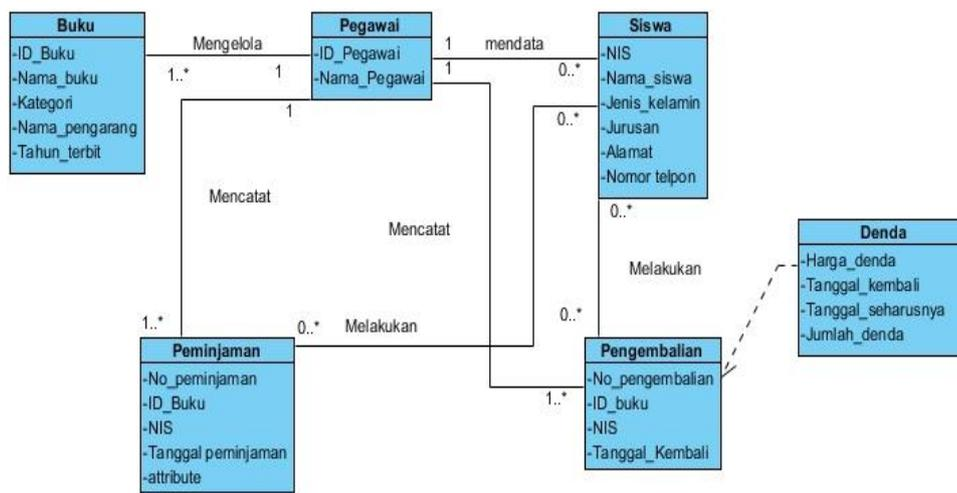 Buku
-ID_Buku
-Nama_buku
-Kategori
-Nama_pengarang
-Tahun_terbit
Mengelola
1..*
1
Pegawai
-ID_Pegawai
-Nama_Pegawai
1
mendata
0..*
1
1
0..*
Siswa
-NIS
-Nama_siswa
-Jenis_kelamin
-Jurusan
-Alamat
-Nomor telpon
Mencatat
Mencatat
0..*
Melakukan
0..*
Denda
-Harga_denda
-Tanggal_kembali
-Tanggal_seharusnya
-Jumlah_denda
1..*
0..*
Melakukan
Peminjaman
-No_peminjaman
-ID_Buku
-NIS
-Tanggal peminjaman
-attribute
1..*
Pengembalian
-No_pengembalian
-ID_buku
-NIS
-Tanggal_Kembali